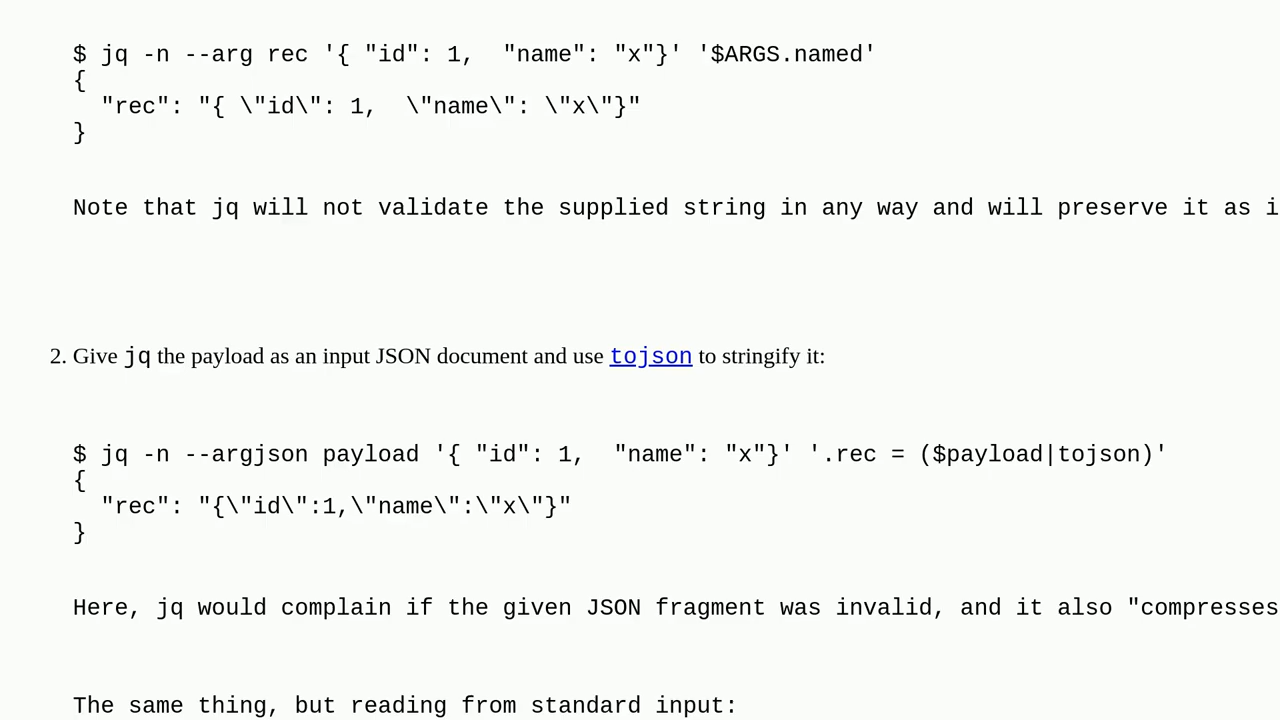 $ jq -n --arg rec '{ "id": 1,  "name": "x"}' '$ARGS.named'
{
  "rec": "{ \"id\": 1,  \"name\": \"x\"}"
}
Note that jq will not validate the supplied string in any way and will preserve it as i
2. Give jq the payload as an input JSON document and use tojson to stringify it:
$ jq -n --argjson payload '{ "id": 1,  "name": "x"}' '.rec = ($payload|tojson)'
{
  "rec": "{\"id\":1,\"name\":\"x\"}"
}
Here, jq would complain if the given JSON fragment was invalid, and it also "compresses
The same thing, but reading from standard input: